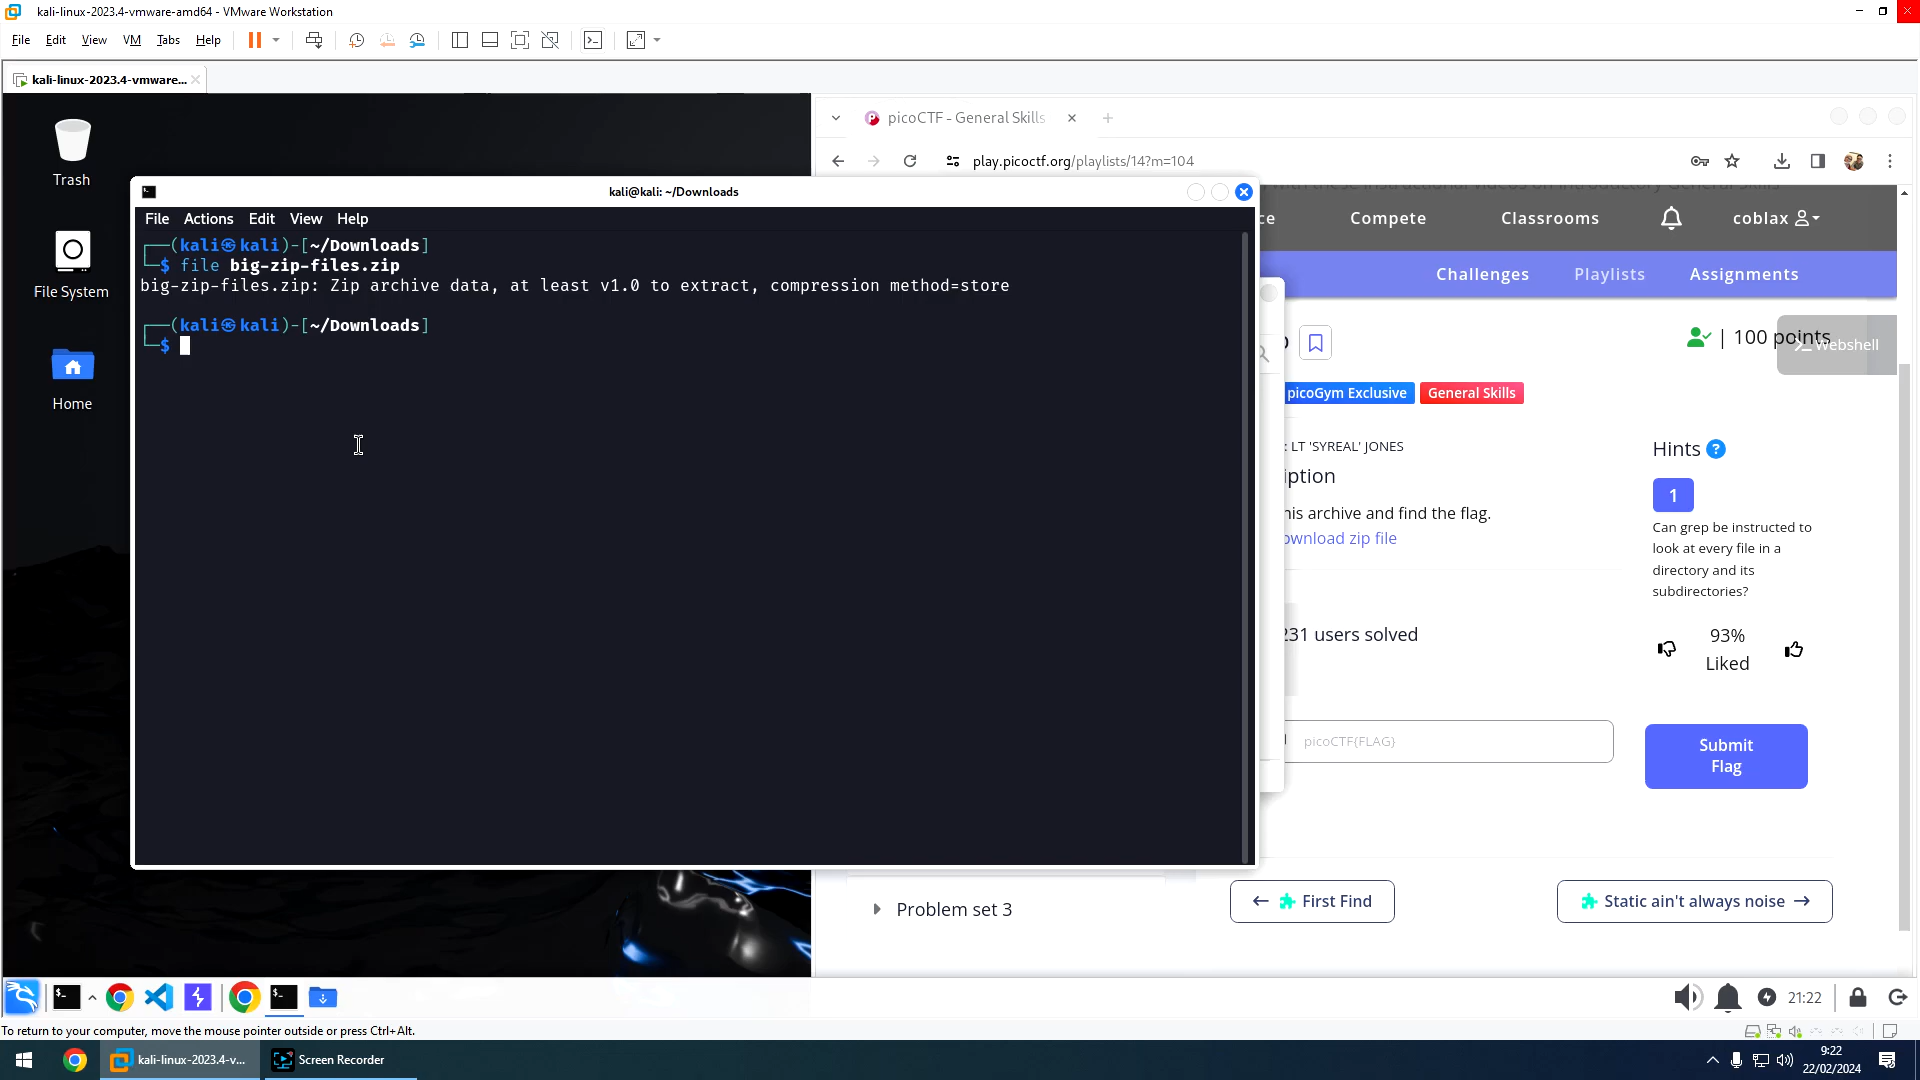 kali-linux-2023.4-vmware-amd64 - VMware Workstation
File Edit View VM Tabs Help
kali-linux-2023.4-vmware...
Trash
File System
Home
picoCTF - General Skills
play.picoctf.org/playlists/14?m=104
kali@kali: ~/Downloads
File Actions Edit View Help
┌──(kali㉿kali)-[~/Downloads]
└─$ file big-zip-files.zip
big-zip-files.zip: Zip archive data, at least v1.0 to extract, compression method=store
┌──(kali㉿kali)-[~/Downloads]
└─$
ce Compete Classrooms coblax
Challenges Playlists Assignments
| 100 points
Webshell
picoGym Exclusive General Skills
: LT 'SYREAL' JONES
iption
his archive and find the flag.
ownload zip file
Hints ?
1
Can grep be instructed to
look at every file in a
directory and its
subdirectories?
231 users solved
93%
Liked
picoCTF{FLAG}
Submit
Flag
Problem set 3
← First Find
Static ain't always noise →
21:22
To return to your computer, move the mouse pointer outside or press Ctrl+Alt.
kali-linux-2023.4-v...
Screen Recorder
9:22
22/02/2024